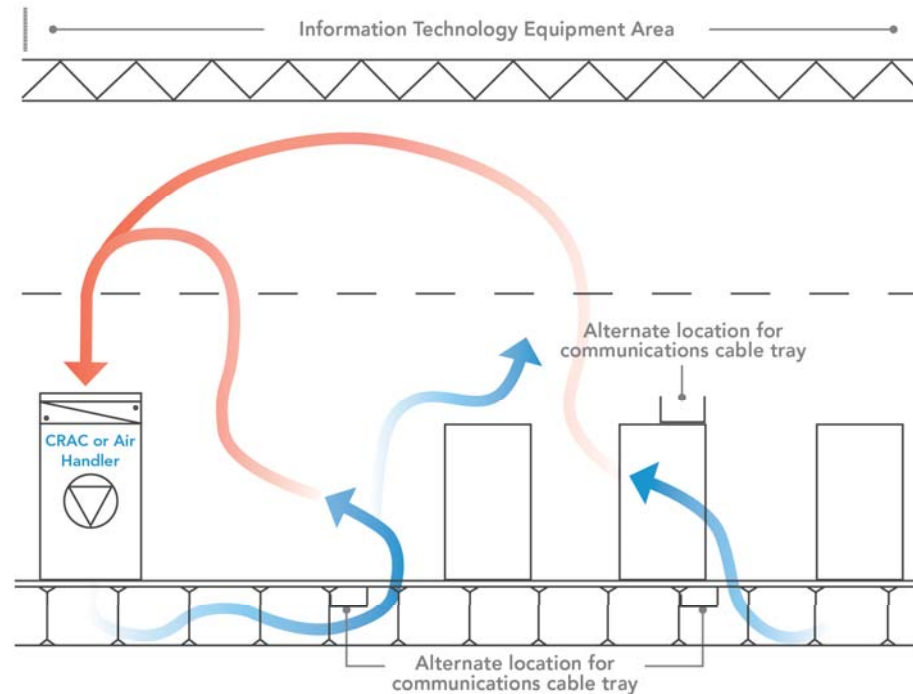 Information Technology Equipment Area
Alternate location for
communications cable tray
CRAC or Air
Handler
Alternate location for
communications cable tray